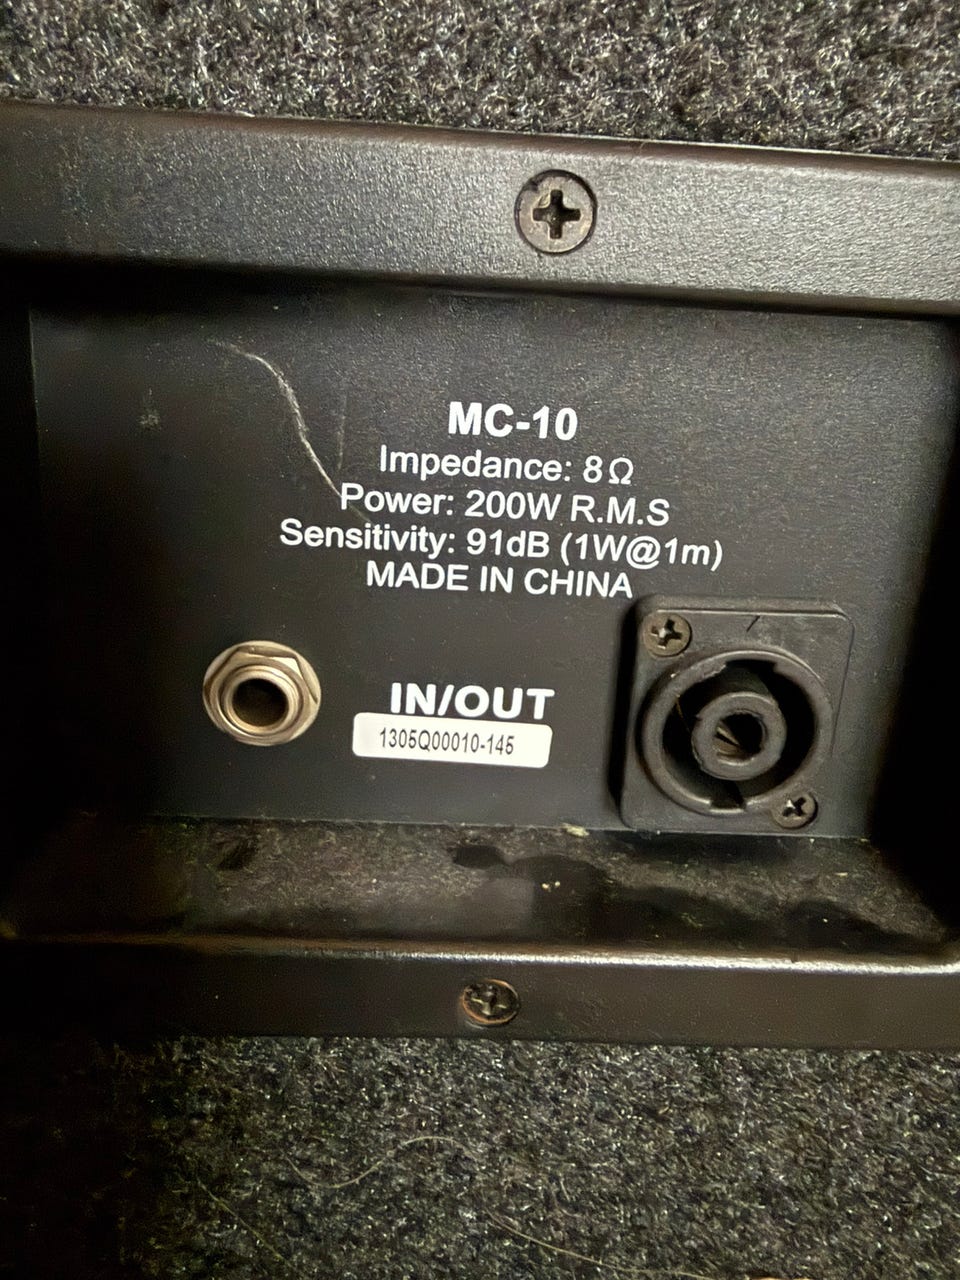 MC-10
Impedance: 8Ω
Power: 200W R.M.S
Sensitivity: 91dB (1W@1m)
MADE IN CHINA
IN/OUT
1305Q00010-145